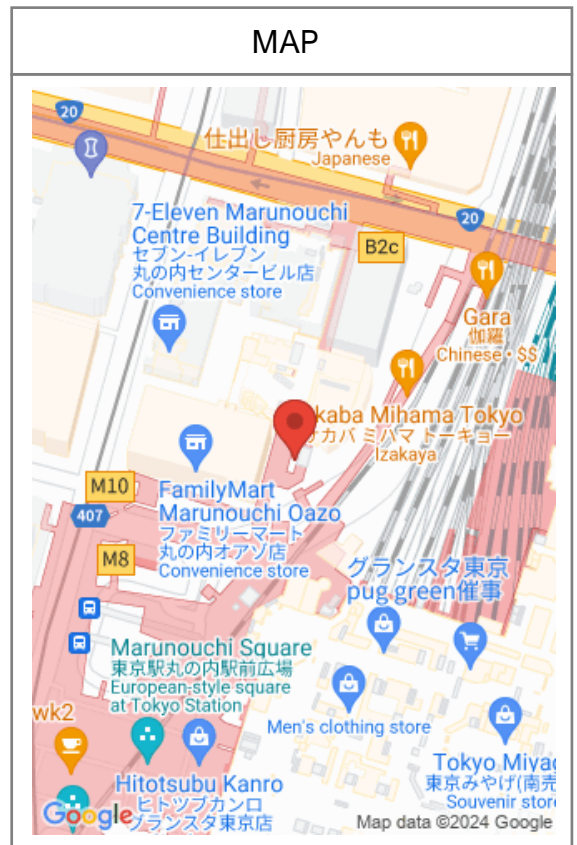 MAP
20
仕出し厨房やんも
Japanese
7-Eleven Marunouchi
Centre Building
セブン-イレブン
丸の内センタービル店
Convenience store
20
B2c
Gara
伽羅
Chinese・$$
kaba Mihama Tokyo
サカバ ミハマ トーキョー
Izakaya
M10
407
FamilyMart
Marunouchi Oazo
ファミリーマート
丸の内オアゾ店
Convenience store
M8
グランスタ東京
pug green催事
Marunouchi Square
東京駅丸の内駅前広場
European-style square
at Tokyo Station
Men's clothing store
wk2
Hitotsubu Kanro
ヒトツブカンロ
グランスタ東京店
Tokyo Miyag
東京みやげ(南売
Souvenir store
Google
Map data ©2024 Google